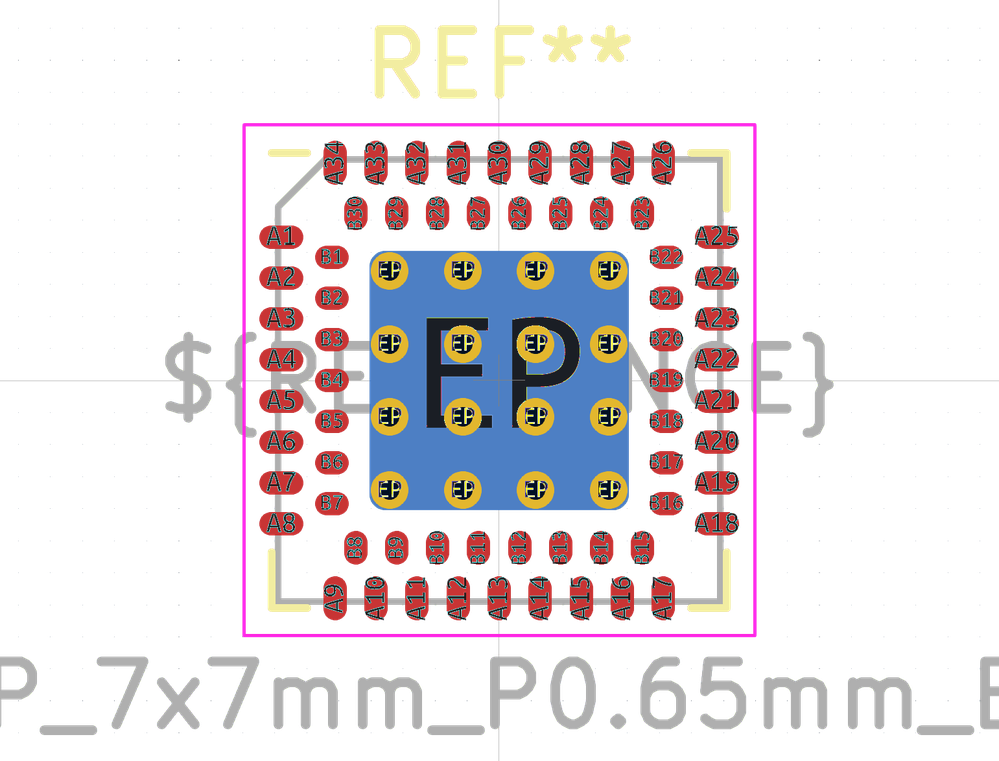 REF**
A34 A33 A32 A31 A30 A29 A28 A27 A26
B30 B29 B28 B27 B26 B25 B24 B23
A1 A25
B1 B22
A2 EP EP EP EP A24
B2 B21
A3 A23
B3 EP EP EP EP B20
A4 A22
${REFERENCE}
EP
B4 B19
A5 A21
B5 EP EP EP EP B18
A6 A20
B6 B17
A7 EP EP EP EP A19
B7 B16
A8 A18
B8 B9 B10 B11 B12 B13 B14 B15
A9 A10 A11 A12 A13 A14 A15 A16 A17
P_7x7mm_P0.65mm_E